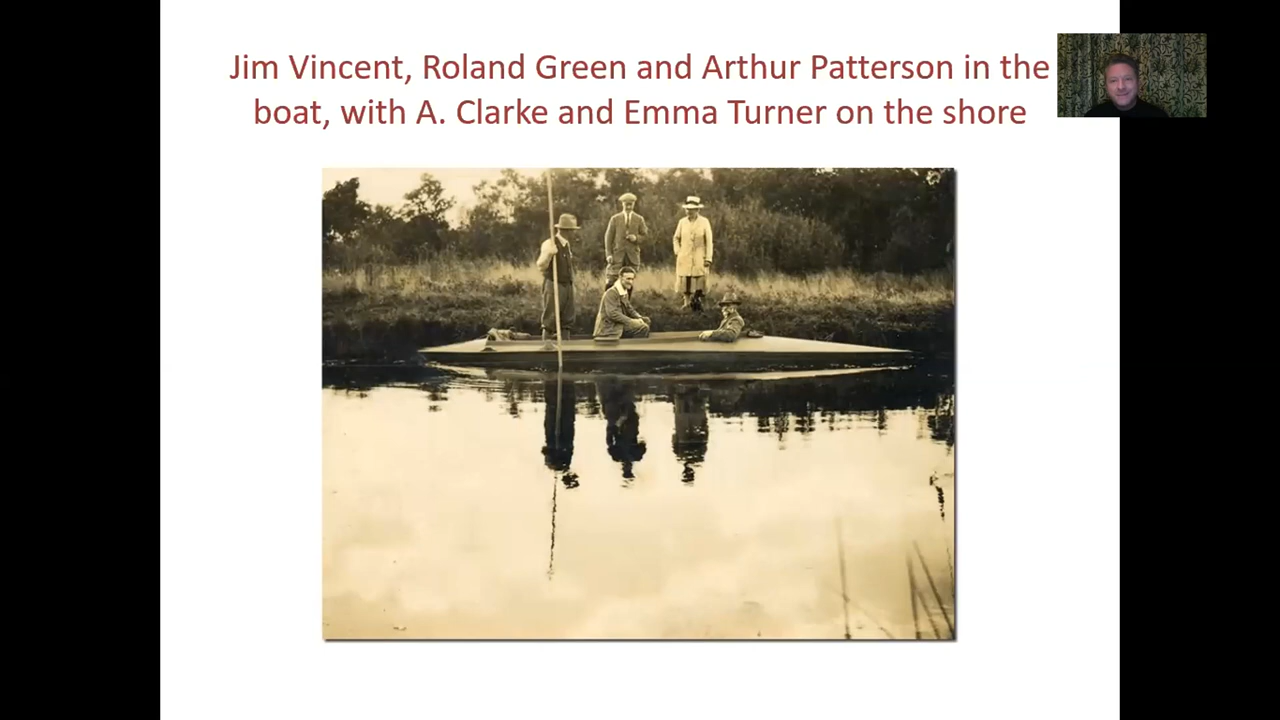 Jim Vincent, Roland Green and Arthur Patterson in the
boat, with A. Clarke and Emma Turner on the shore